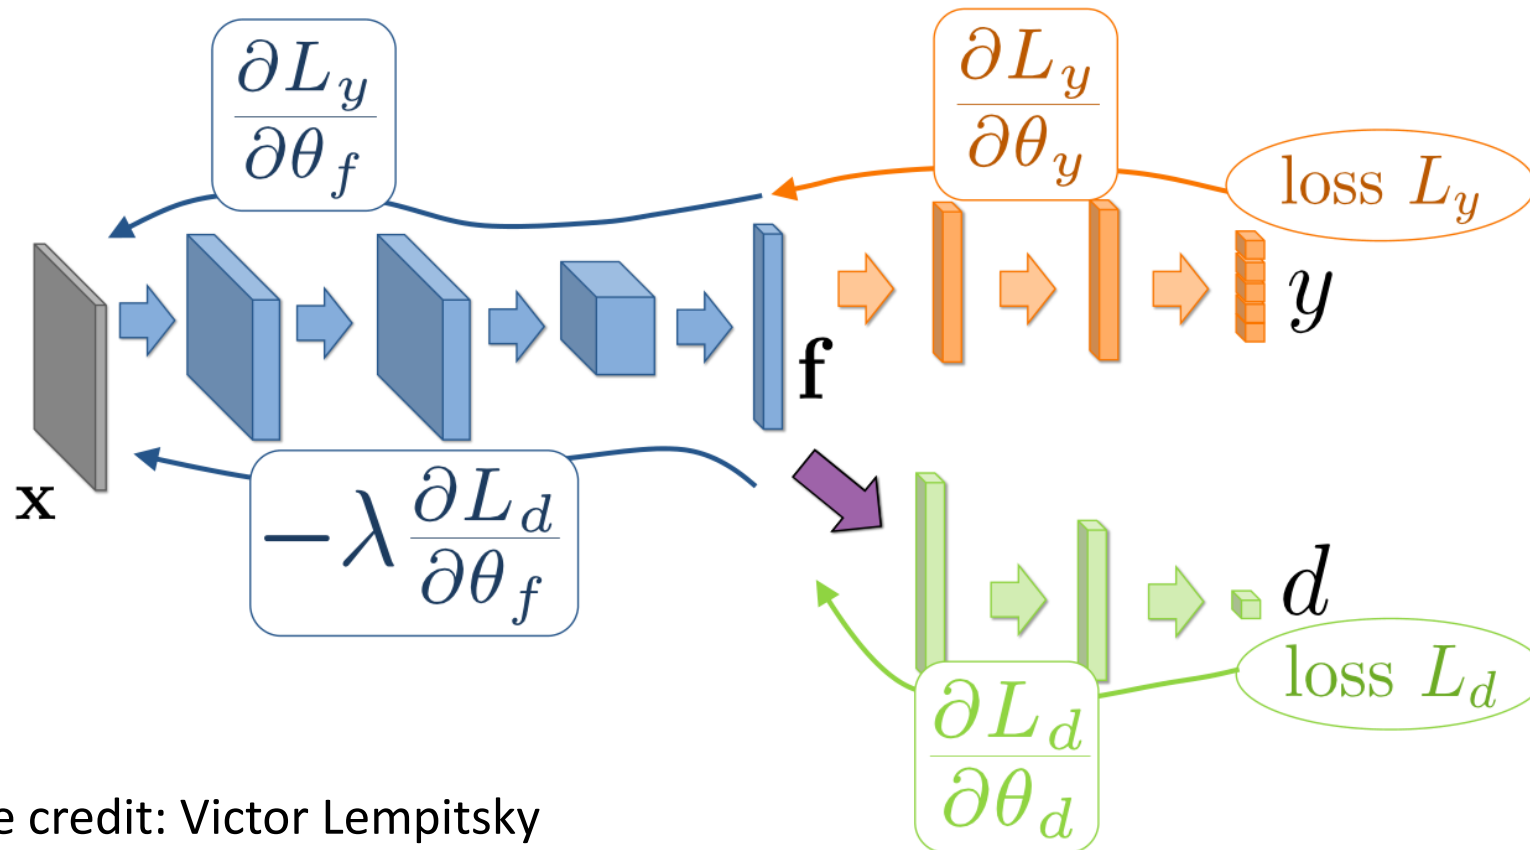 ∂L_y
∂θ_f
∂L_y
∂θ_y
loss L_y
y
f
x
−λ ∂L_d
∂θ_f
d
loss L_d
∂L_d
∂θ_d
e credit: Victor Lempitsky